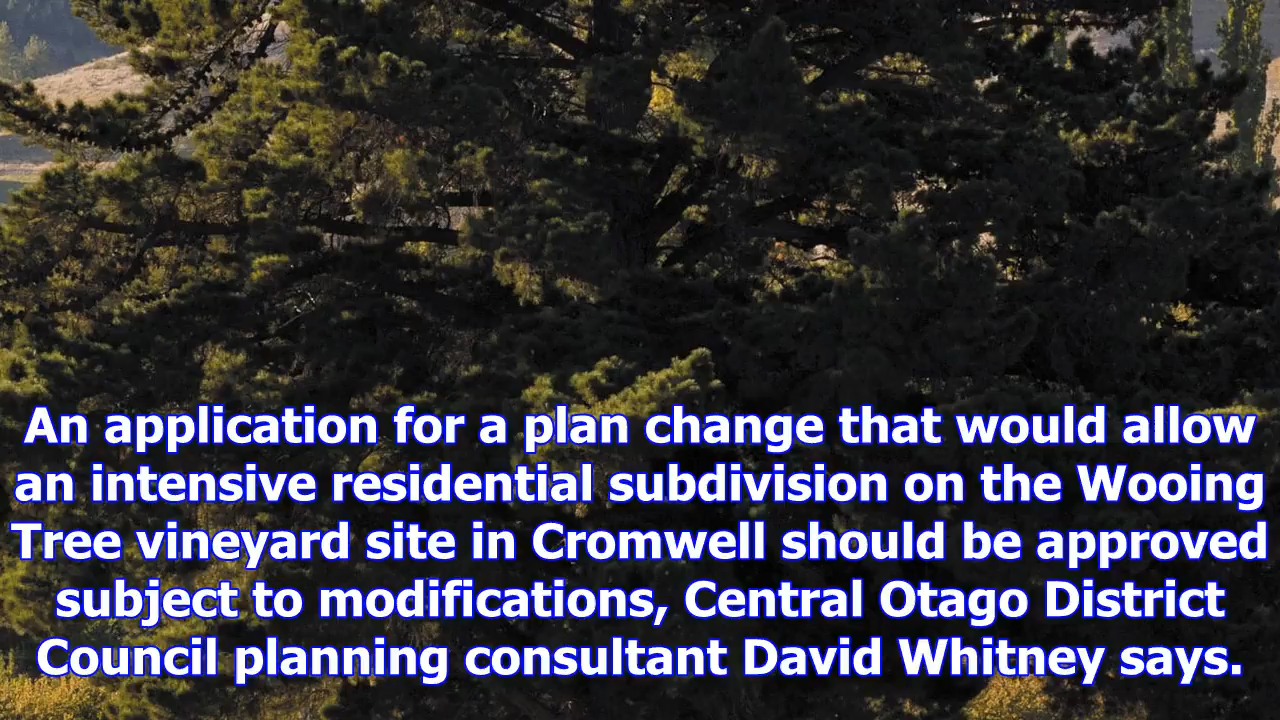 An application for a plan change that would allow
an intensive residential subdivision on the Wooing
Tree vineyard site in Cromwell should be approved
subject to modifications, Central Otago District
Council planning consultant David Whitney says.